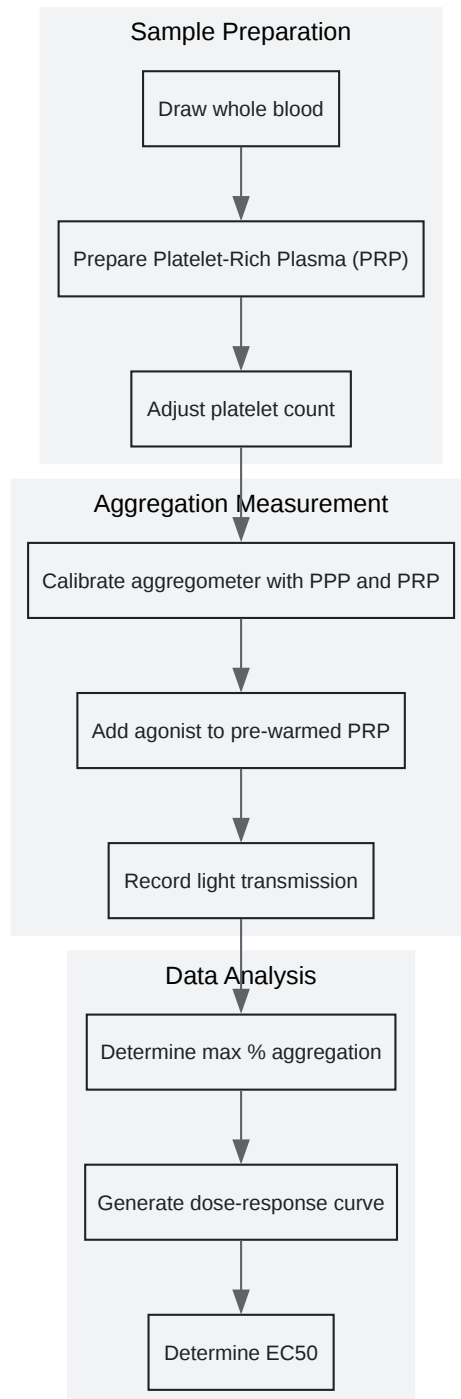 Sample Preparation
Draw whole blood
Prepare Platelet-Rich Plasma (PRP)
Adjust platelet count
Aggregation Measurement
Calibrate aggregometer with PPP and PRP
Add agonist to pre-warmed PRP
Record light transmission
Data Analysis
Determine max % aggregation
Generate dose-response curve
Determine EC50